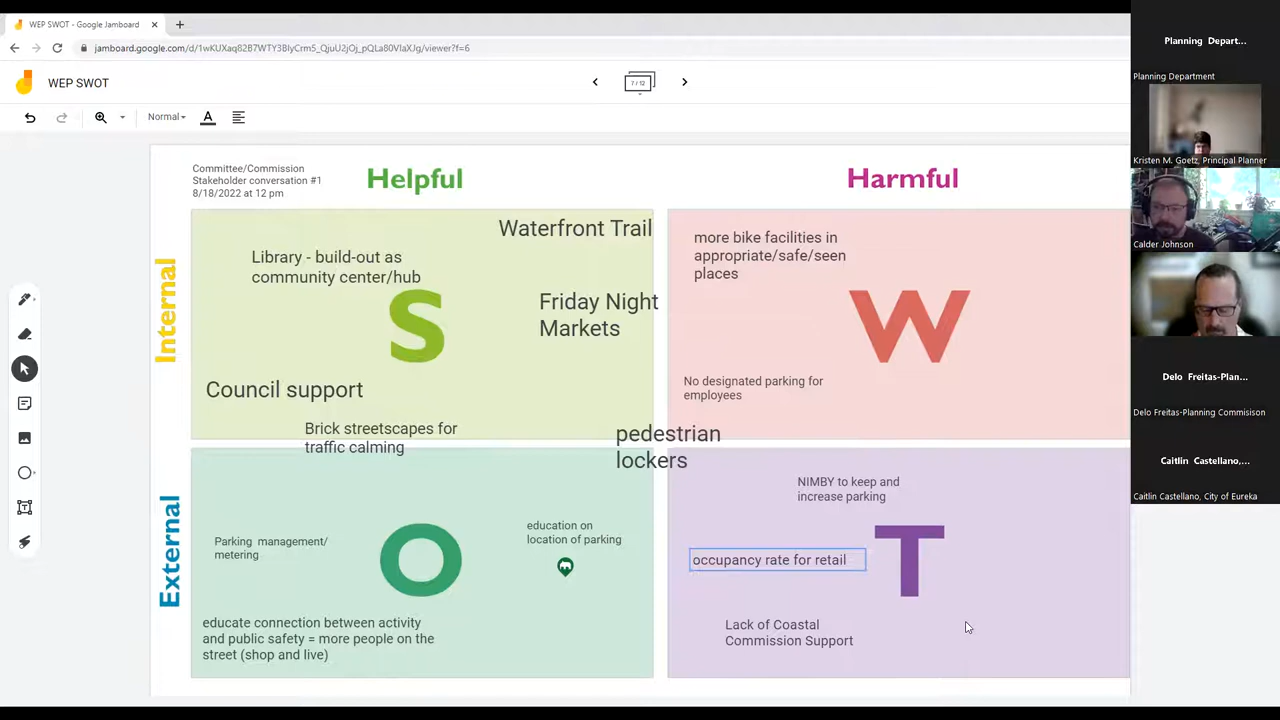 WEP SWOT - Google Jamboard
jamboard.google.com/d/1wKUXaq82B7WTY3BlyCrm5_QjuU2jOj_pQLa80VlaXJg/viewer?f=6
WEP SWOT
7 / 12
Normal
A
Committee/Commission
Stakeholder conversation #1
8/18/2022 at 12 pm
Helpful
Harmful
Internal
External
Waterfront Trail
Library - build-out as
community center/hub
S
Friday Night
Markets
Council support
Brick streetscapes for
traffic calming
more bike facilities in
appropriate/safe/seen
places
W
No designated parking for
employees
pedestrian
lockers
Parking management/
metering
O
education on
location of parking
educate connection between activity
and public safety = more people on the
street (shop and live)
NIMBY to keep and
increase parking
T
occupancy rate for retail
Lack of Coastal
Commission Support
Planning Depart...
Planning Department
Kristen M. Goetz, Principal Planner
Calder Johnson
Delo Freitas-Plan...
Delo Freitas-Planning Commisison
Caitlin Castellano,...
Caitlin Castellano, City of Eureka